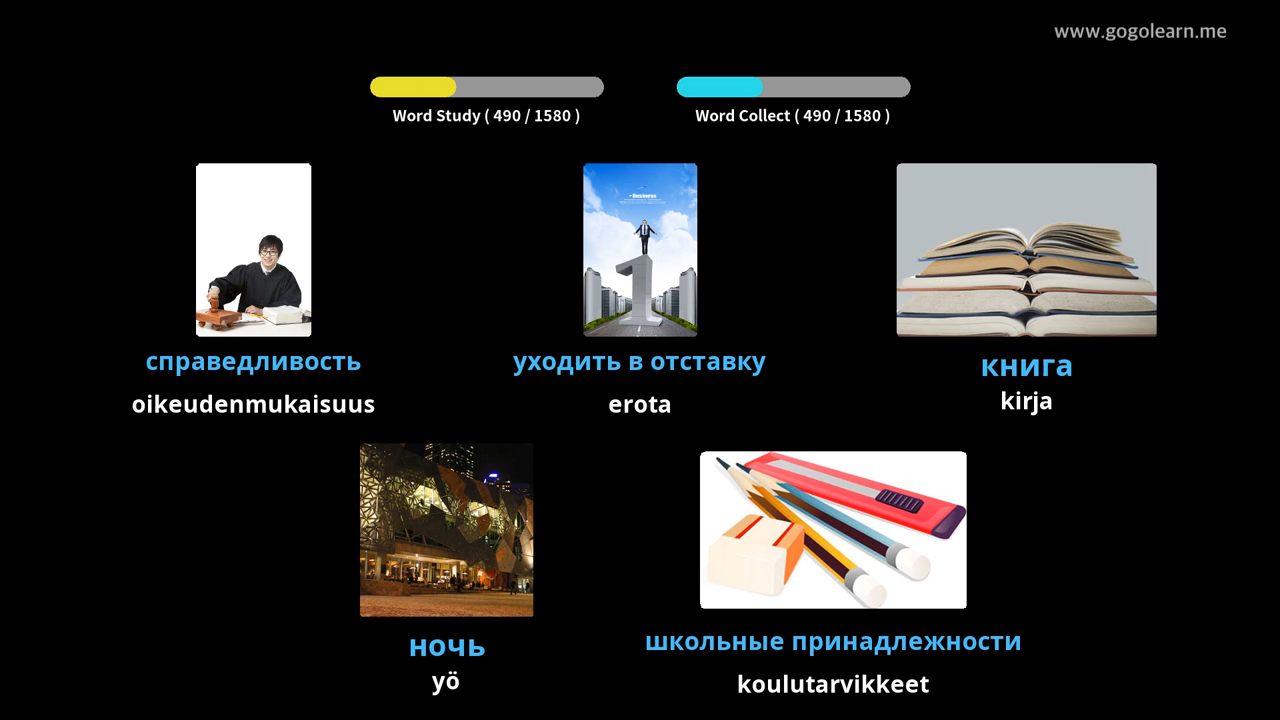 www.gogolearn.me
Word Study ( 490 / 1580 )
Word Collect ( 490 / 1580 )
Business
справедливость
oikeudenmukaisuus
уходить в отставку
erota
книга
kirja
ночь
yö
школьные принадлежности
koulutarvikkeet